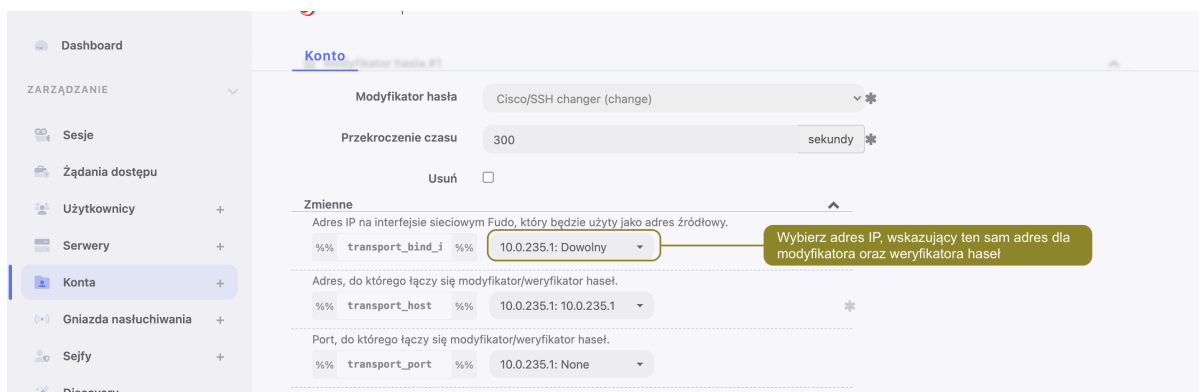 Dashboard
Konto
Modyfikator hasła #1
ZARZĄDZANIE
Modyfikator hasła
Cisco/SSH changer (change)
✱
Sesje
Przekroczenie czasu
300
sekundy
✱
Żądania dostępu
Usuń
Użytkownicy +
Zmienne
Adres IP na interfejsie sieciowym Fudo, który będzie użyty jako adres źródłowy.
Serwery +
%% transport_bind_i %% 10.0.235.1: Dowolny
Wybierz adres IP, wskazujący ten sam adres dla
modyfikatora oraz weryfikatora haseł
Konta +
Adres, do którego łączy się modyfikator/weryfikator haseł.
%% transport_host %% 10.0.235.1: 10.0.235.1
✱
Gniazda nasłuchiwania +
Port, do którego łączy się modyfikator/weryfikator haseł.
Sejfy +
%% transport_port %% 10.0.235.1: None
Discovery